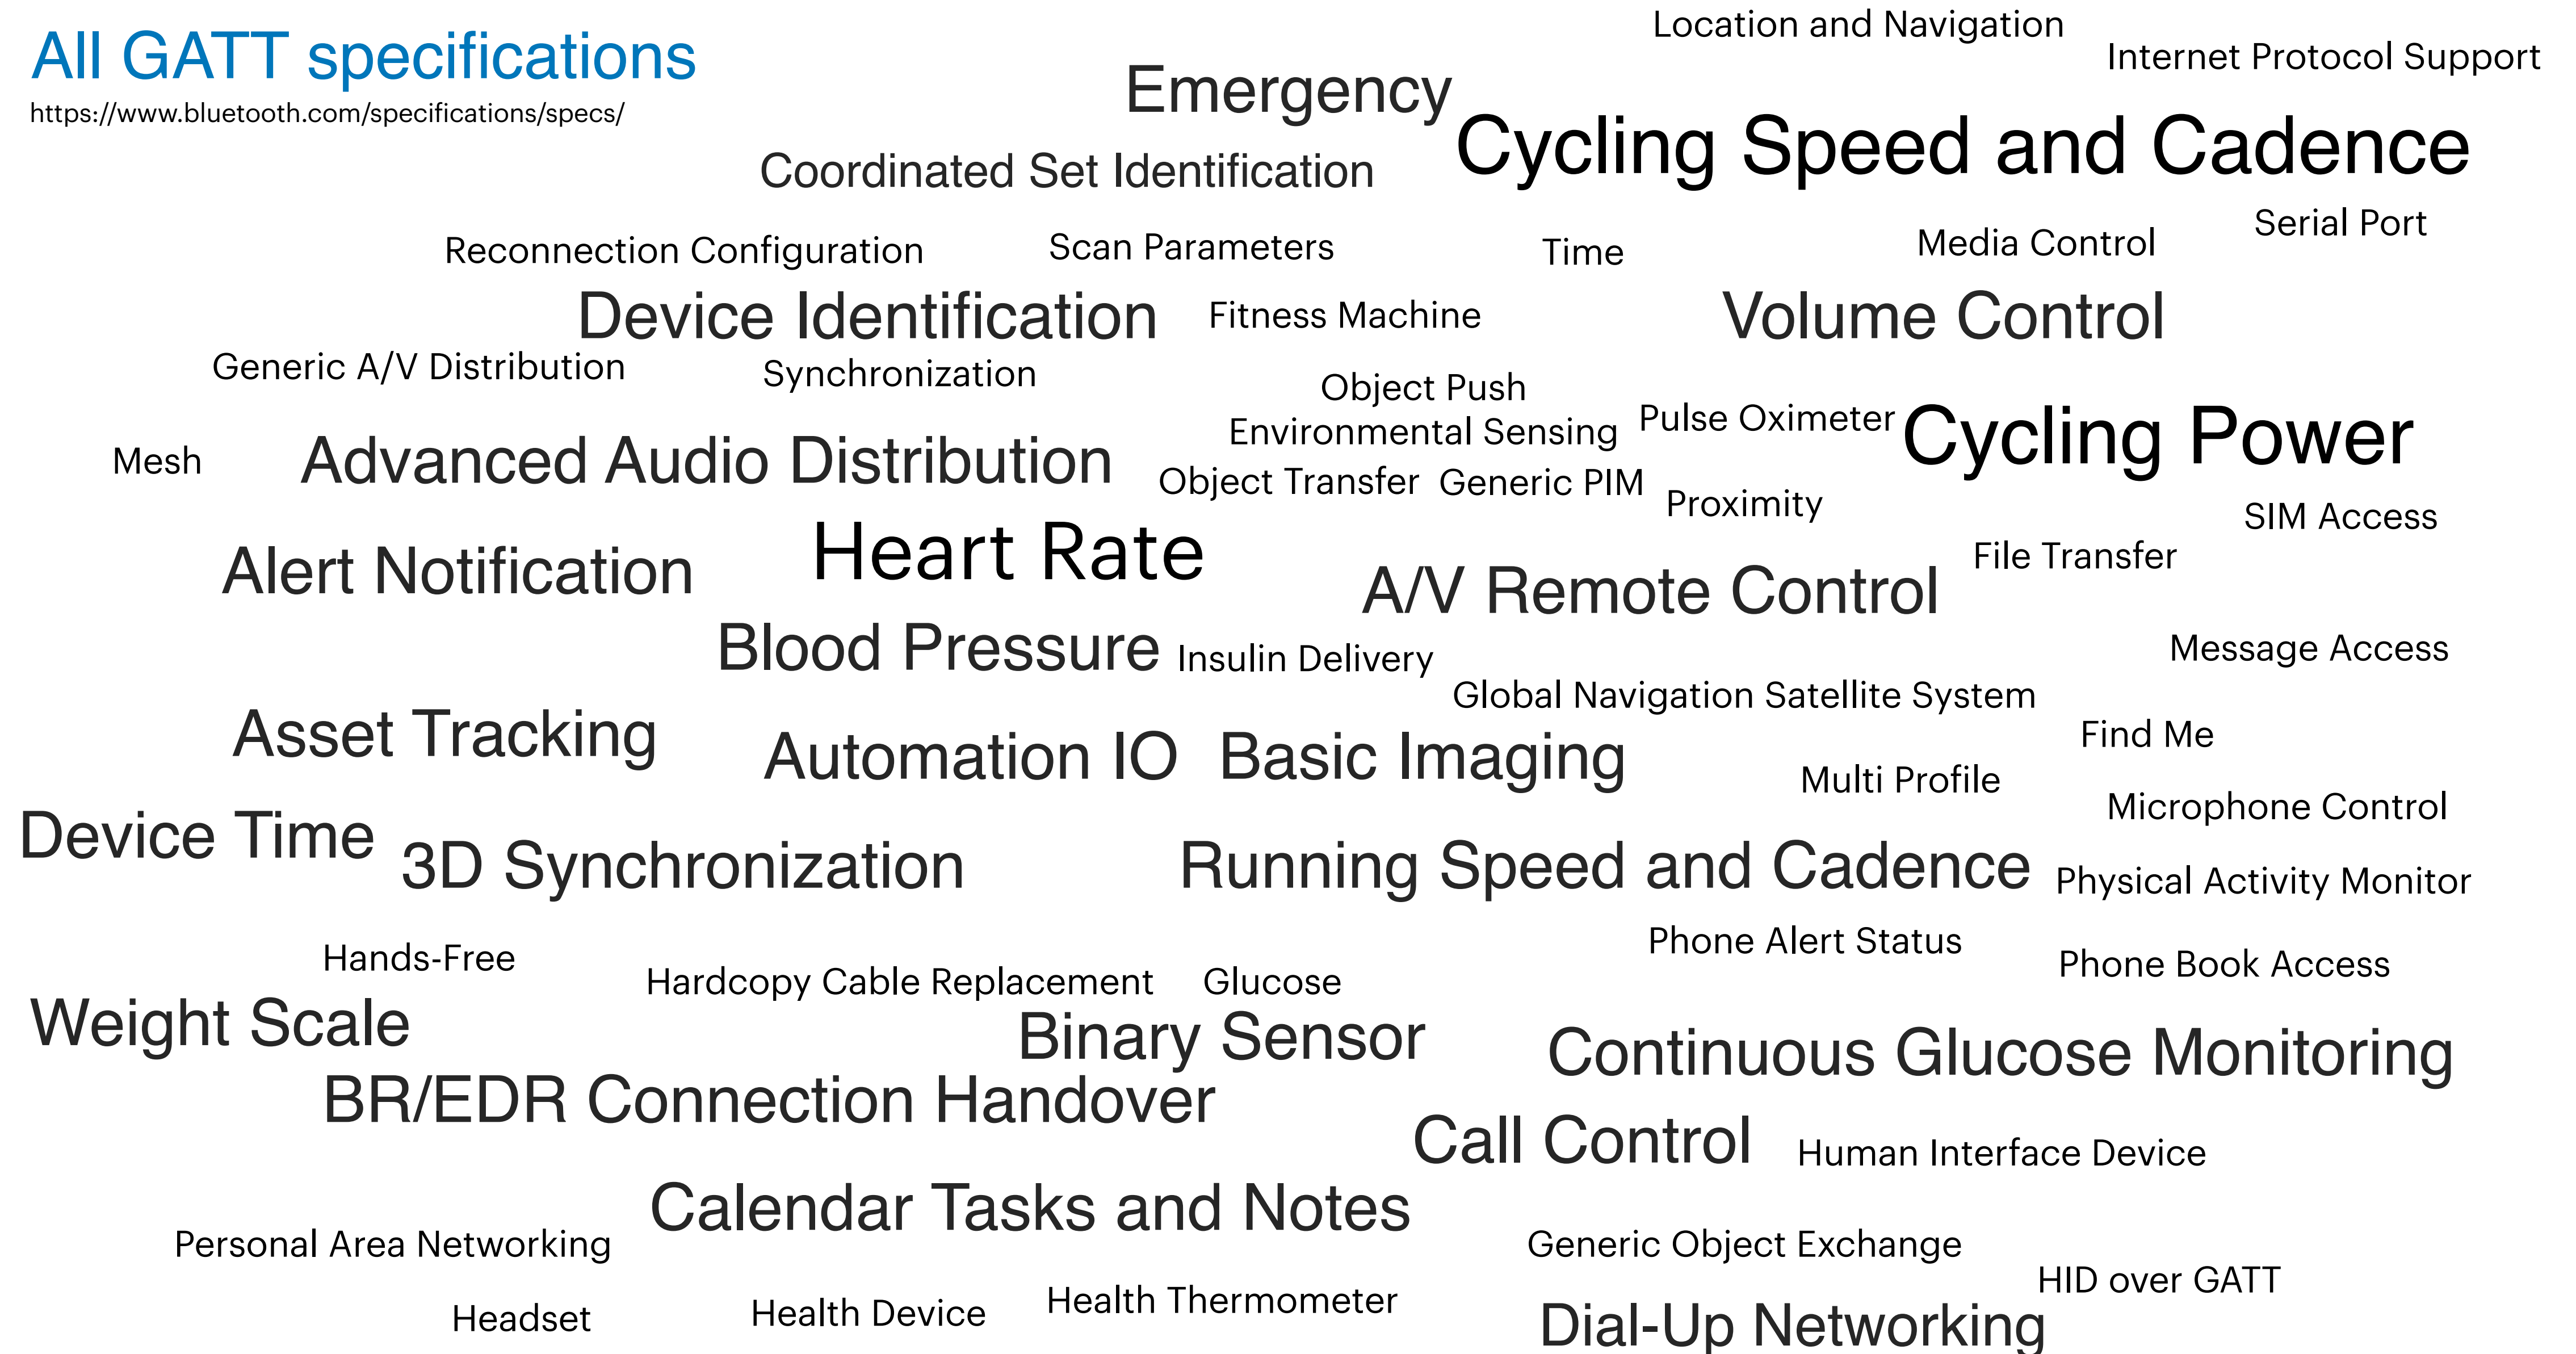 All GATT specifications
https://www.bluetooth.com/specifications/specs/
Location and Navigation
Internet Protocol Support
Emergency
Cycling Speed and Cadence
Coordinated Set Identification
Serial Port
Reconnection Configuration
Scan Parameters
Time
Media Control
Device Identification
Fitness Machine
Volume Control
Generic A/V Distribution
Synchronization
Object Push
Environmental Sensing
Pulse Oximeter
Cycling Power
Mesh
Advanced Audio Distribution
Object Transfer
Generic PIM
Proximity
SIM Access
Heart Rate
File Transfer
Alert Notification
A/V Remote Control
Blood Pressure
Insulin Delivery
Message Access
Global Navigation Satellite System
Asset Tracking
Find Me
Automation IO
Basic Imaging
Multi Profile
Microphone Control
Device Time
3D Synchronization
Running Speed and Cadence
Physical Activity Monitor
Phone Alert Status
Hands-Free
Phone Book Access
Hardcopy Cable Replacement
Glucose
Weight Scale
Binary Sensor
Continuous Glucose Monitoring
BR/EDR Connection Handover
Call Control
Human Interface Device
Calendar Tasks and Notes
Personal Area Networking
Generic Object Exchange
HID over GATT
Headset
Health Device
Health Thermometer
Dial-Up Networking